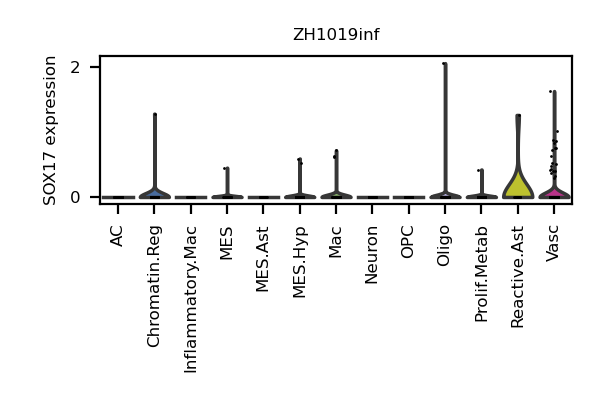 ZH1019inf
SOX17 expression
2
0
AC
Chromatin.Reg
Inflammatory.Mac
MES
MES.Ast
MES.Hyp
Mac
Neuron
OPC
Oligo
Prolif.Metab
Reactive.Ast
Vasc